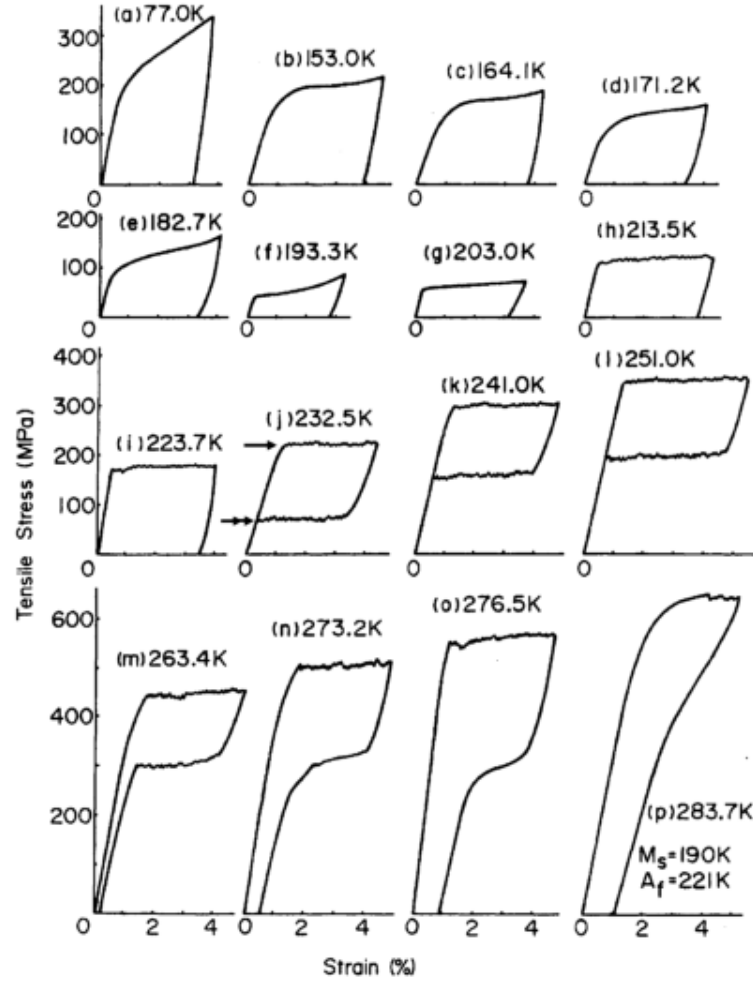 (a) 77.0K
300
200
100
0
(b) 153.0K
0
(c) 164.1K
0
(d) 171.2K
0
200
100
0
(e) 182.7K
(f) 193.3K
0
(g) 203.0K
0
(h) 213.5K
0
Tensile Stress (MPa)
400
300
200
100
0
(i) 223.7K
(j) 232.5K
0
(k) 241.0K
0
(l) 251.0K
0
600
400
200
0
2
4
(m) 263.4K
(n) 273.2K
0
2
4
(o) 276.5K
0
2
4
(p) 283.7K
Ms=190K
Af=221K
0
2
4
Strain (%)